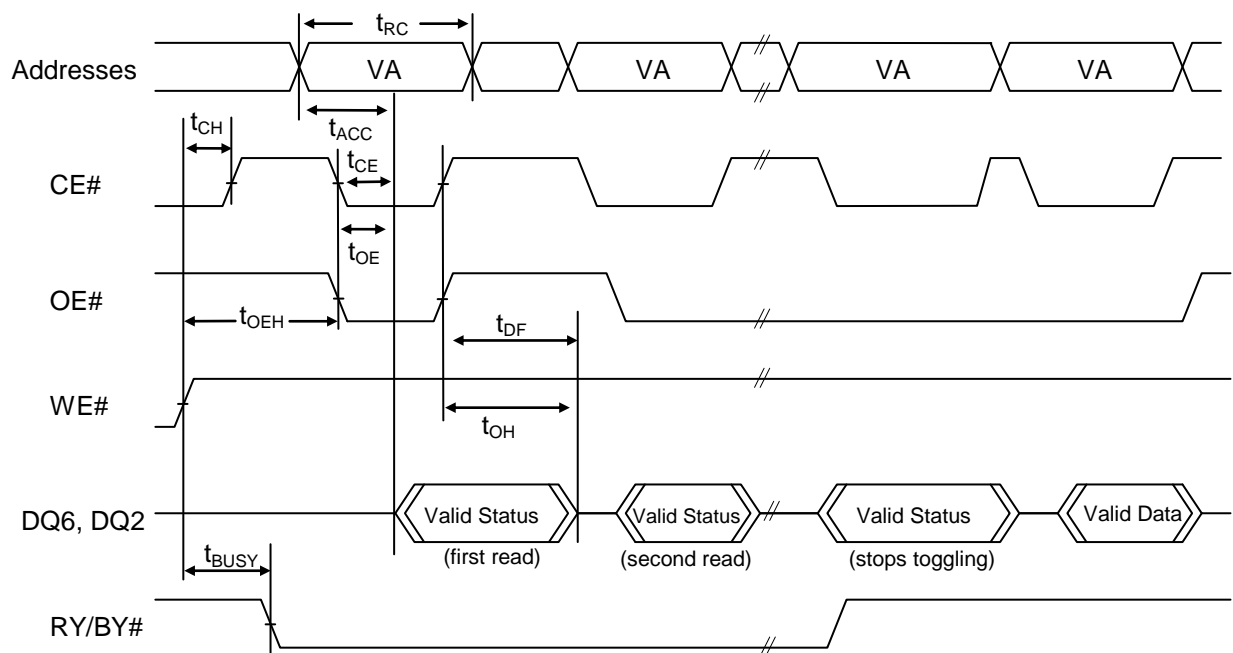 tRC
Addresses VA VA VA VA
tACC
tCH
tCE
CE#
tOE
OE#
tOEH
tDF
WE#
tOH
DQ6, DQ2 Valid Status Valid Status Valid Status Valid Data
(first read) (second read) (stops toggling)
tBUSY
RY/BY#